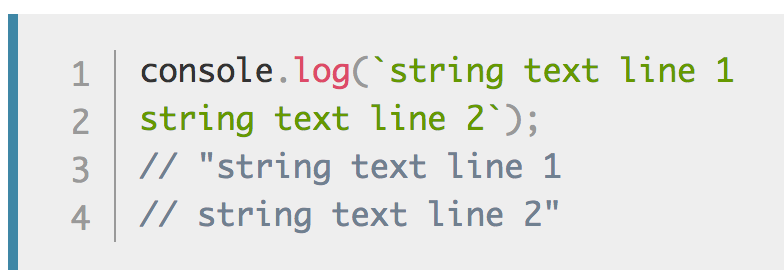 1 console.log(`string text line 1
2 string text line 2`);
3 // "string text line 1
4 // string text line 2"